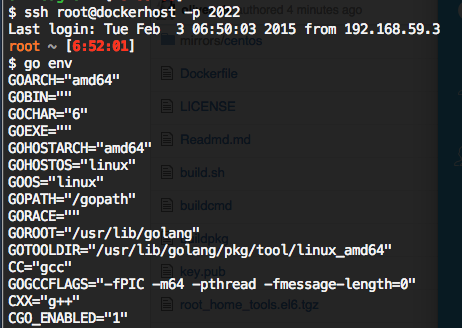 $ ssh root@dockerhost -p 2022
authored 4 minutes ago
Last login: Tue Feb  3 06:50:03 2015 from 192.168.59.3
mirrors/centos
root ~ [6:52:01]
$ go env
Dockerfile
GOARCH="amd64"
GOBIN=""
LICENSE
GOCHAR="6"
GOEXE=""
Readmd.md
GOHOSTARCH="amd64"
GOHOSTOS="linux"
build.sh
GOOS="linux"
GOPATH="/gopath"
buildcmd
GORACE=""
GOROOT="/usr/lib/golang"
GOTOOLDIR="/usr/lib/golang/pkg/tool/linux_amd64"
CC="gcc"
key.pub
GOGCCFLAGS="-fPIC -m64 -pthread -fmessage-length=0"
CXX="g++"
root_home_tools.el6.tgz
CGO_ENABLED="1"